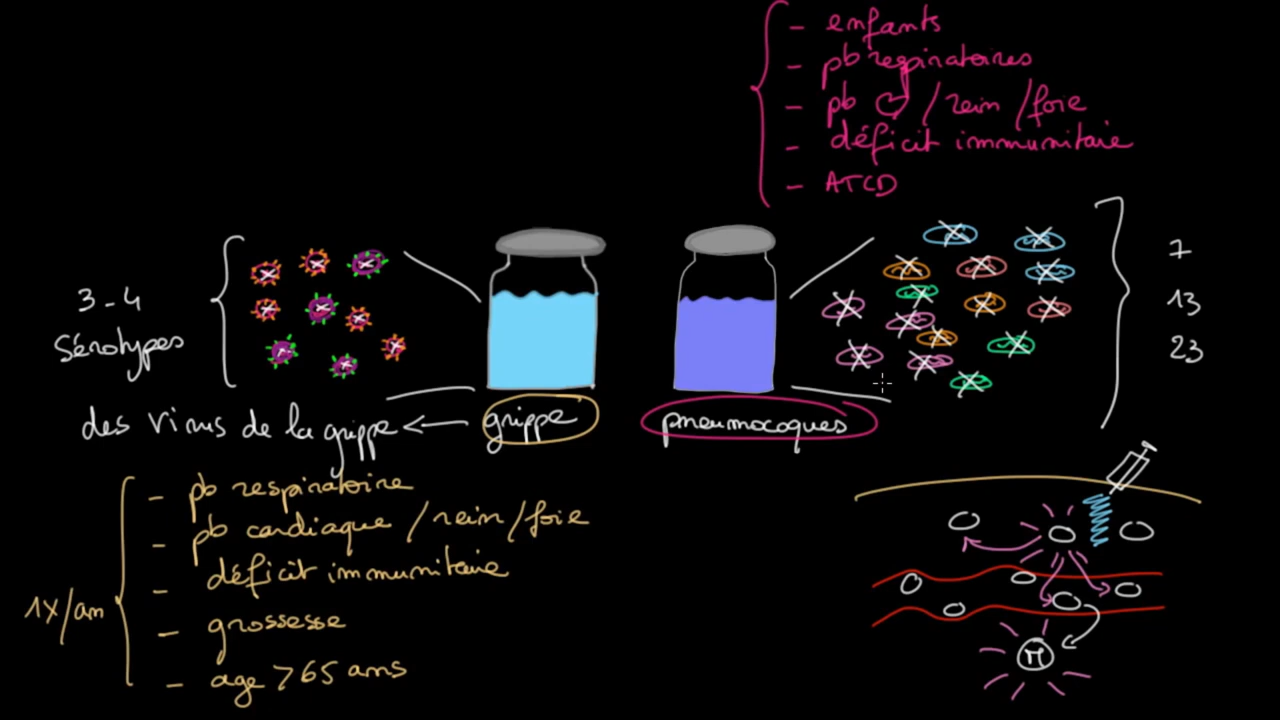 - enfants
- pb respiratoires
- pb ♡ / rein / foie
- déficit immunitaire
- ATCD
3-4
sérotypes
7
13
23
des virus de la grippe ← grippe
pneumocoques
1x/an
- pb respiratoire
- pb cardiaque / rein / foie
- déficit immunitaire
- grossesse
- age > 65 ans
π